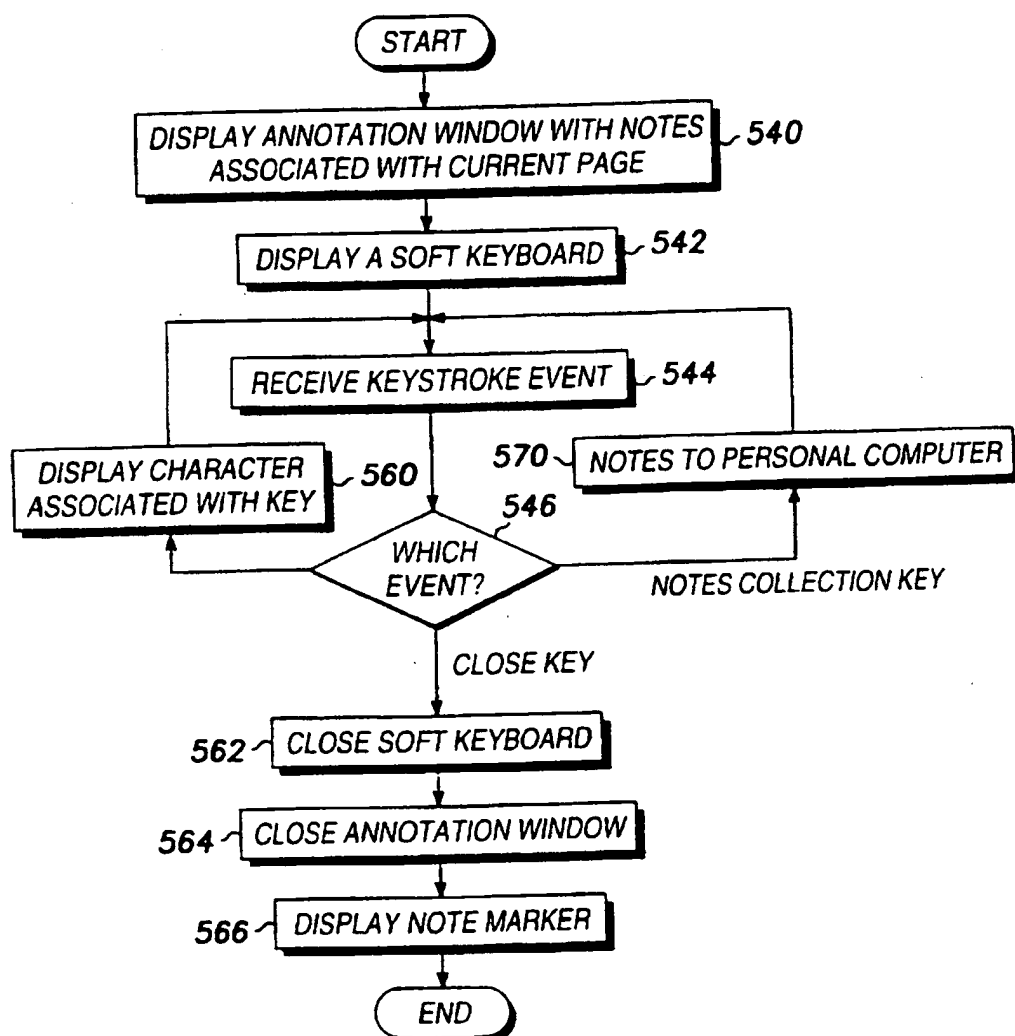 START
DISPLAY ANNOTATION WINDOW WITH NOTES
ASSOCIATED WITH CURRENT PAGE
540
DISPLAY A SOFT KEYBOARD
542
RECEIVE KEYSTROKE EVENT
544
DISPLAY CHARACTER
ASSOCIATED WITH KEY
560
570
NOTES TO PERSONAL COMPUTER
546
WHICH
EVENT?
NOTES COLLECTION KEY
CLOSE KEY
562
CLOSE SOFT KEYBOARD
564
CLOSE ANNOTATION WINDOW
566
DISPLAY NOTE MARKER
END